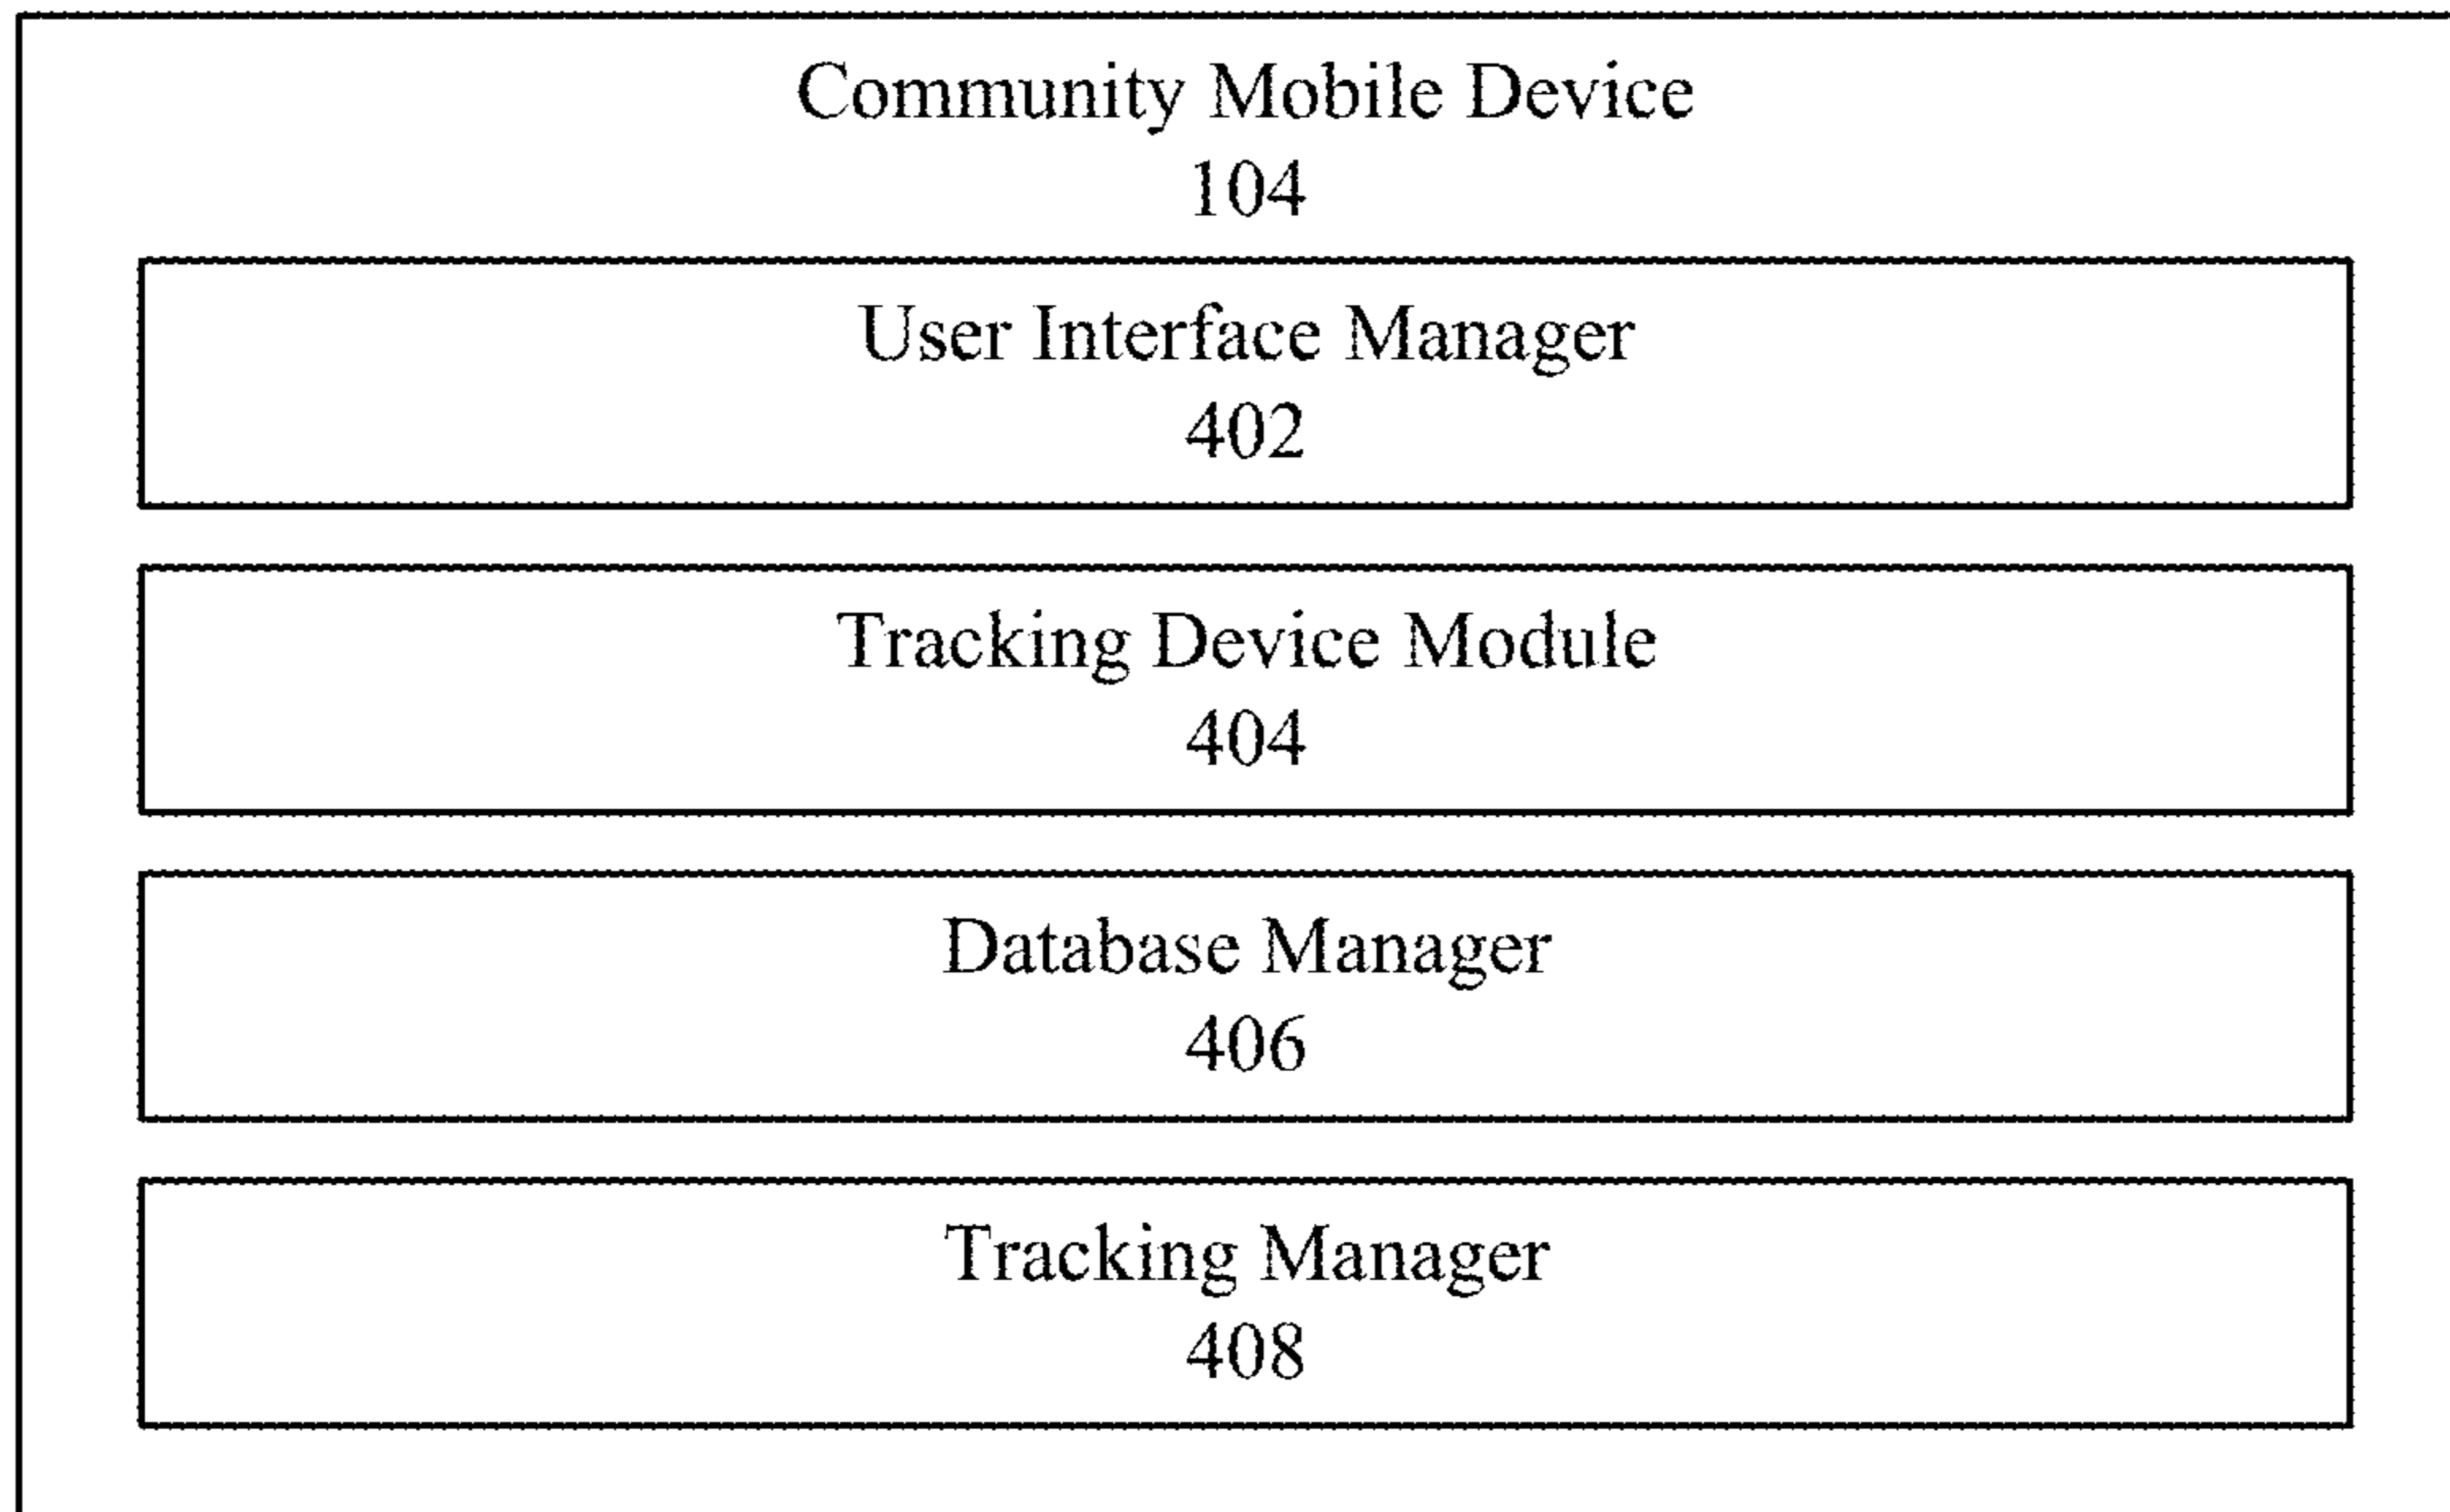 Community Mobile Device
104
User Interface Manager
402
Tracking Device Module
404
Database Manager
406
Tracking Manager
408